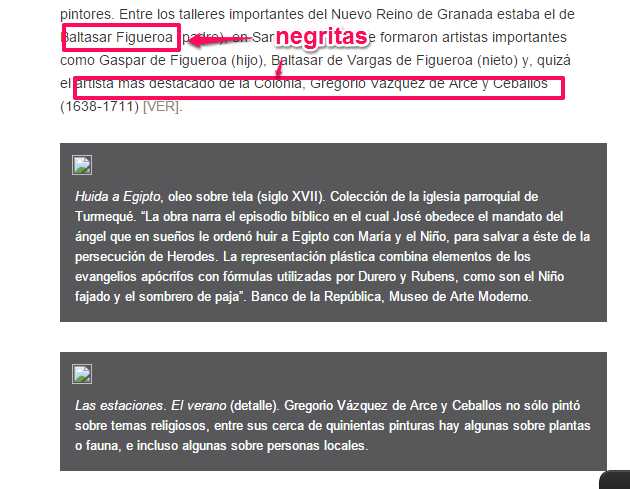 pintores. Entre los talleres importantes del Nuevo Reino de Granada estaba el de
Baltasar Figueroa (padre), en San e formaron artistas importantes
negritas
como Gaspar de Figueroa (hijo), Baltasar de Vargas de Figueroa (nieto) y, quizá
el artista más destacado de la Colonia, Gregorio Vázquez de Arce y Ceballos
(1638-1711) [VER].
Huida a Egipto, oleo sobre tela (siglo XVII). Colección de la iglesia parroquial de
Turmequé. “La obra narra el episodio bíblico en el cual José obedece el mandato del
ángel que en sueños le ordenó huir a Egipto con María y el Niño, para salvar a éste de la
persecución de Herodes. La representación plástica combina elementos de los
evangelios apócrifos con fórmulas utilizadas por Durero y Rubens, como son el Niño
fajado y el sombrero de paja”. Banco de la República, Museo de Arte Moderno.
Las estaciones. El verano (detalle). Gregorio Vázquez de Arce y Ceballos no sólo pintó
sobre temas religiosos, entre sus cerca de quinientas pinturas hay algunas sobre plantas
o fauna, e incluso algunas sobre personas locales.